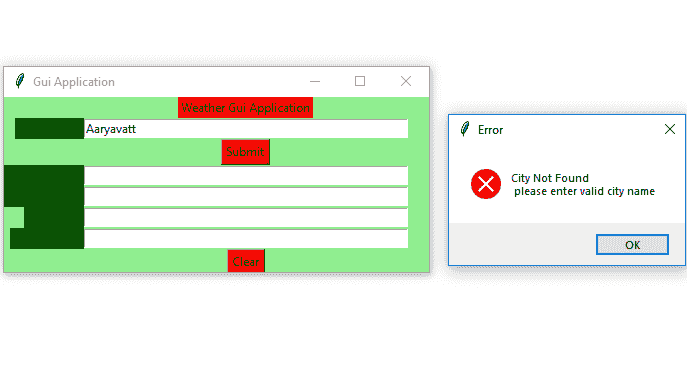 Gui Application
Weather Gui Application
Aaryavatt
Submit
Clear
Error
City Not Found
please enter valid city name
OK